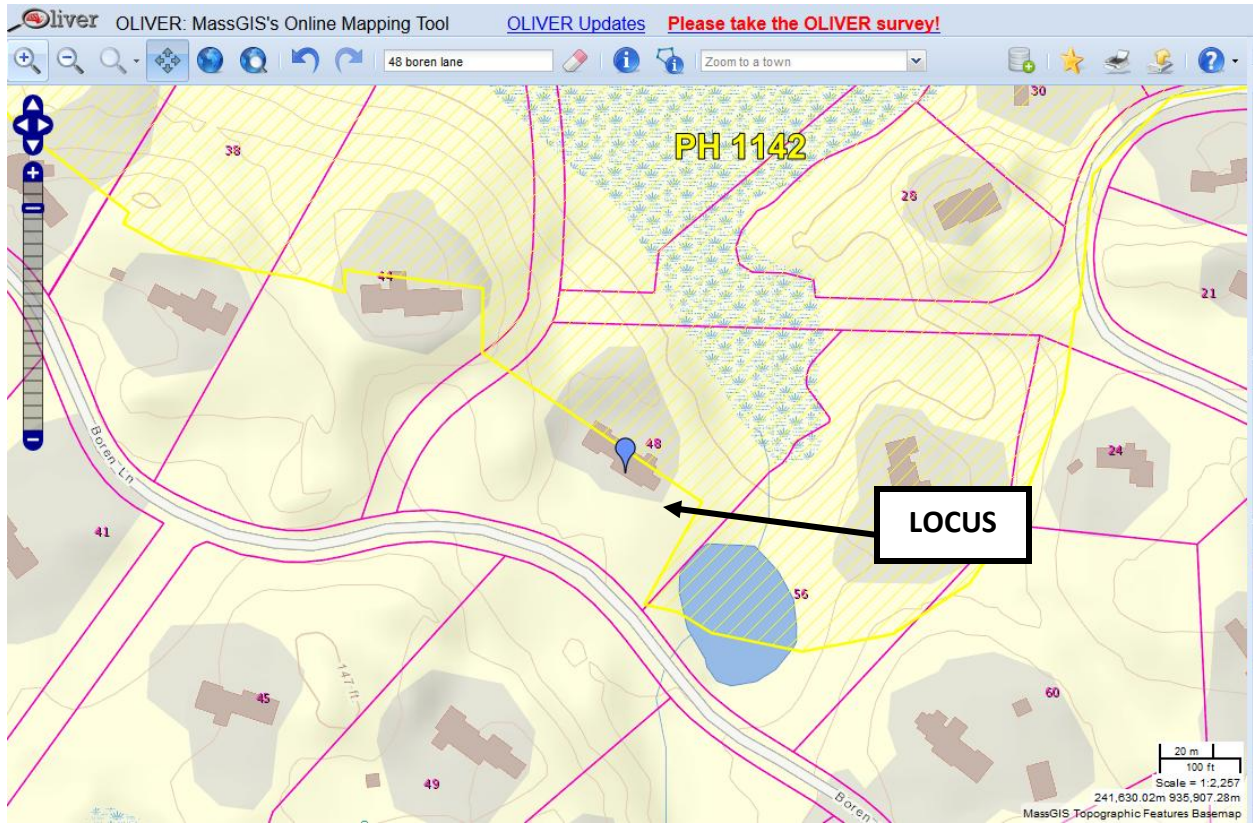 Oliver OLIVER: MassGIS's Online Mapping Tool OLIVER Updates Please take the OLIVER survey!
48 boren lane Zoom to a town
30
PH 1142
38
28
44
21
48
Boren Ln
24
LOCUS
41
56
147 ft
45
60
49
Boren
20 m
100 ft
Scale = 1:2,257
241,630.02m 935,907.28m
MassGIS Topographic Features Basemap